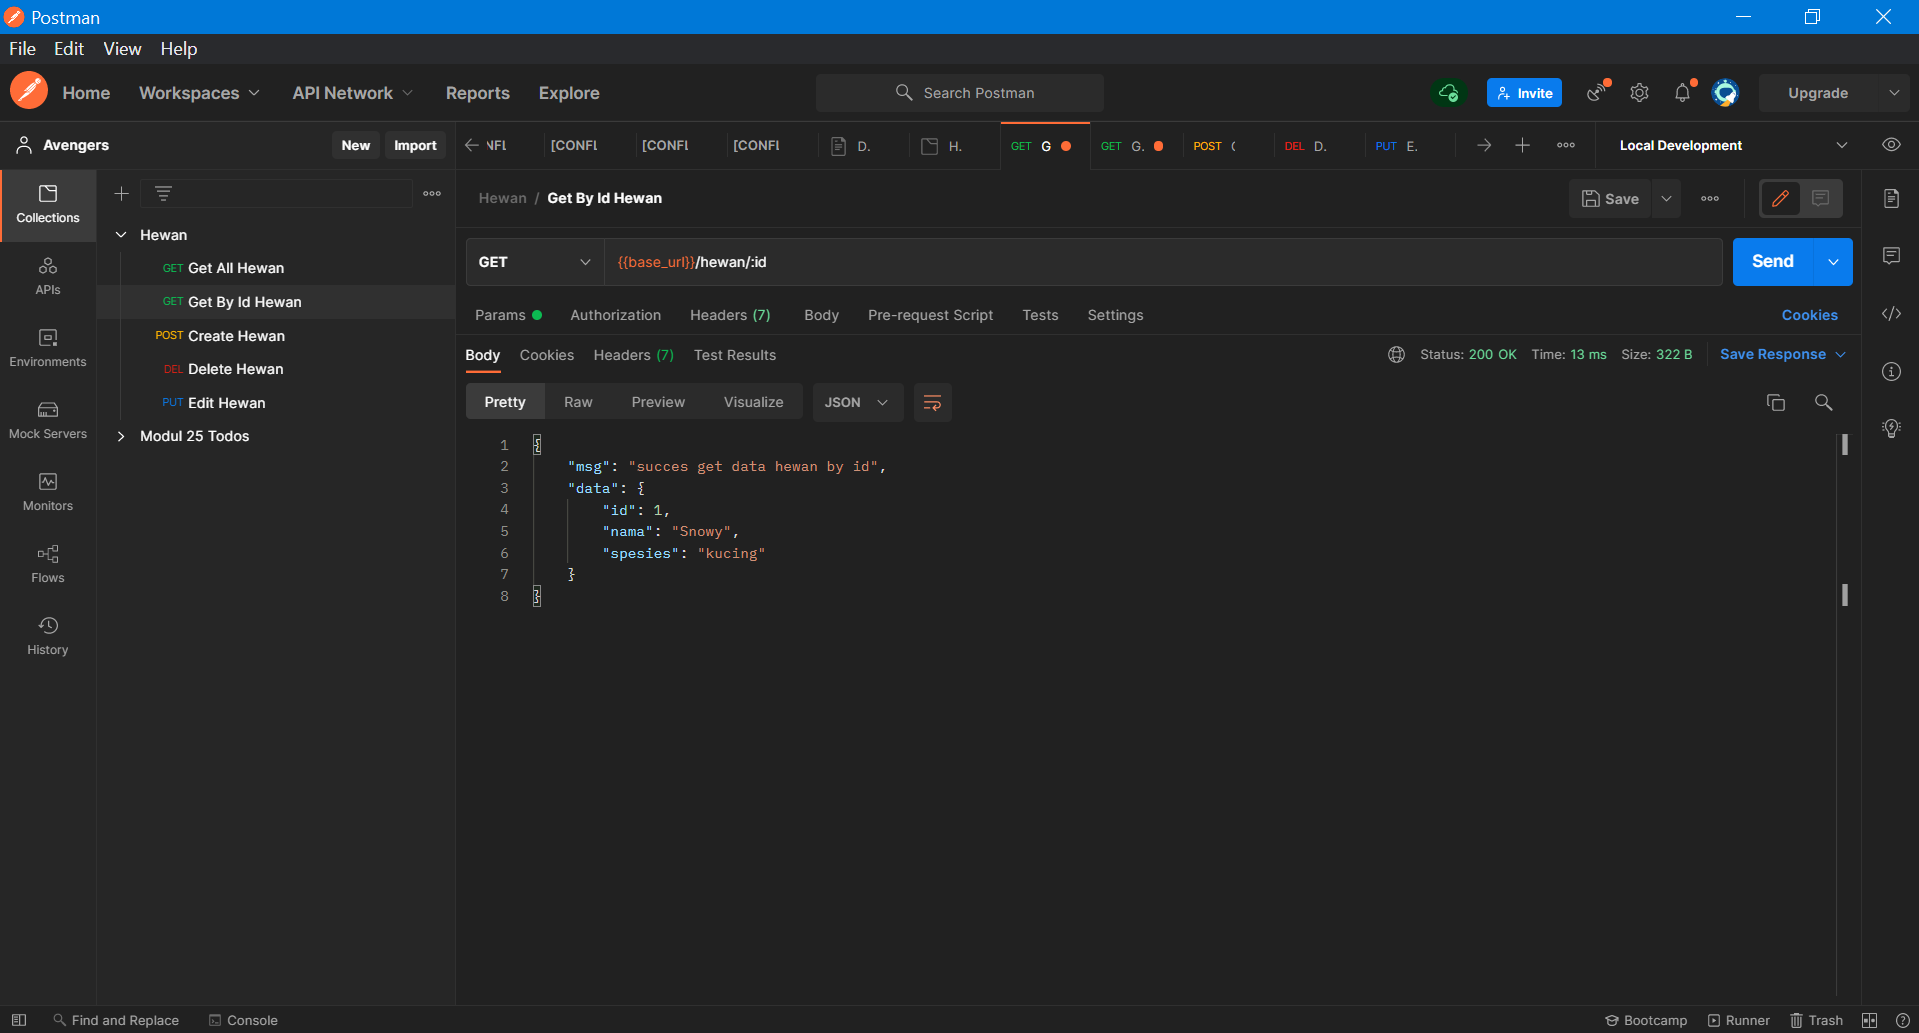 Postman
File Edit View Help
Home Workspaces API Network Reports Explore Search Postman Invite Upgrade
Avengers New Import
[CONFL [CONFL [CONFL D. H. GET G GET G. POST DEL D. PUT E. Local Development
Collections
APIs
Environments
Mock Servers
Monitors
Flows
History
Hewan
GET Get All Hewan
GET Get By Id Hewan
POST Create Hewan
DEL Delete Hewan
PUT Edit Hewan
Modul 25 Todos
Hewan / Get By Id Hewan Save
GET {{base_url}}/hewan/:id Send
Params Authorization Headers (7) Body Pre-request Script Tests Settings Cookies
Body Cookies Headers (7) Test Results Status: 200 OK Time: 13 ms Size: 322 B Save Response
Pretty Raw Preview Visualize JSON
1 {
2 "msg": "succes get data hewan by id",
3 "data": {
4 "id": 1,
5 "nama": "Snowy",
6 "spesies": "kucing"
7 }
8 }
Find and Replace Console Bootcamp Runner Trash